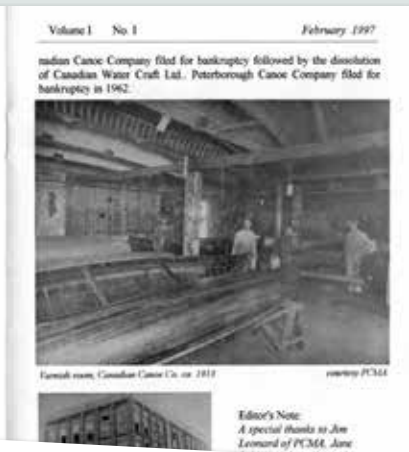 Volume I No. 1 February 1997
nadian Canoe Company filed for bankruptcy followed by the dissolution
of Canadian Water Craft Ltd.. Peterborough Canoe Company filed for
bankruptcy in 1962.
Varnish room, Canadian Canoe Co. ca. courtesy PCMA
Editor's Note:
A special thanks to Jim
Leonard of PCMA, Jane